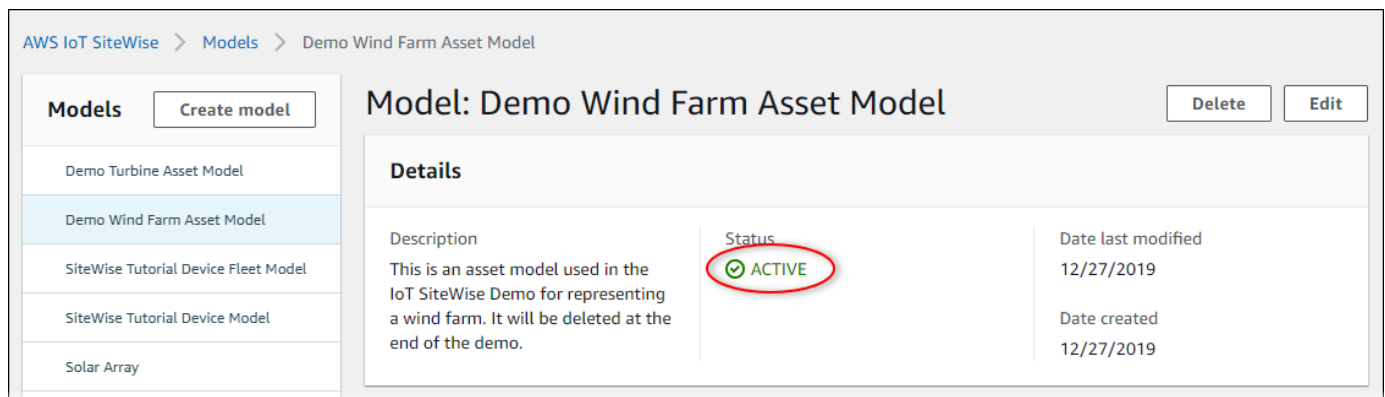 AWS IoT SiteWise > Models > Demo Wind Farm Asset Model
Models
Create model
Demo Turbine Asset Model
Demo Wind Farm Asset Model
SiteWise Tutorial Device Fleet Model
SiteWise Tutorial Device Model
Solar Array
Model: Demo Wind Farm Asset Model
Delete
Edit
Details
Description
This is an asset model used in the
IoT SiteWise Demo for representing
a wind farm. It will be deleted at the
end of the demo.
Status
ACTIVE
Date last modified
12/27/2019
Date created
12/27/2019